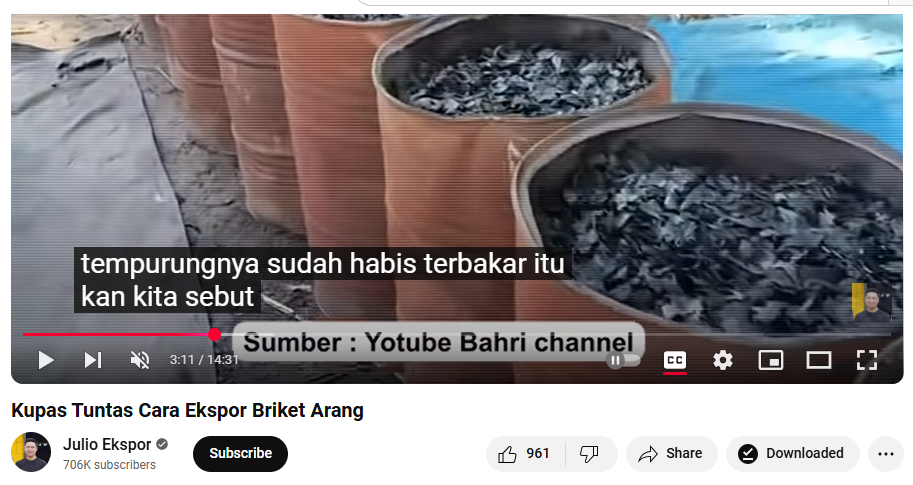 tempurungnya sudah habis terbakar itu
kan kita sebut
Sumber : Yotube Bahri channel
3:11 / 14:31
CC
Kupas Tuntas Cara Ekspor Briket Arang
Julio Ekspor
706K subscribers
Subscribe
961
Share
Downloaded